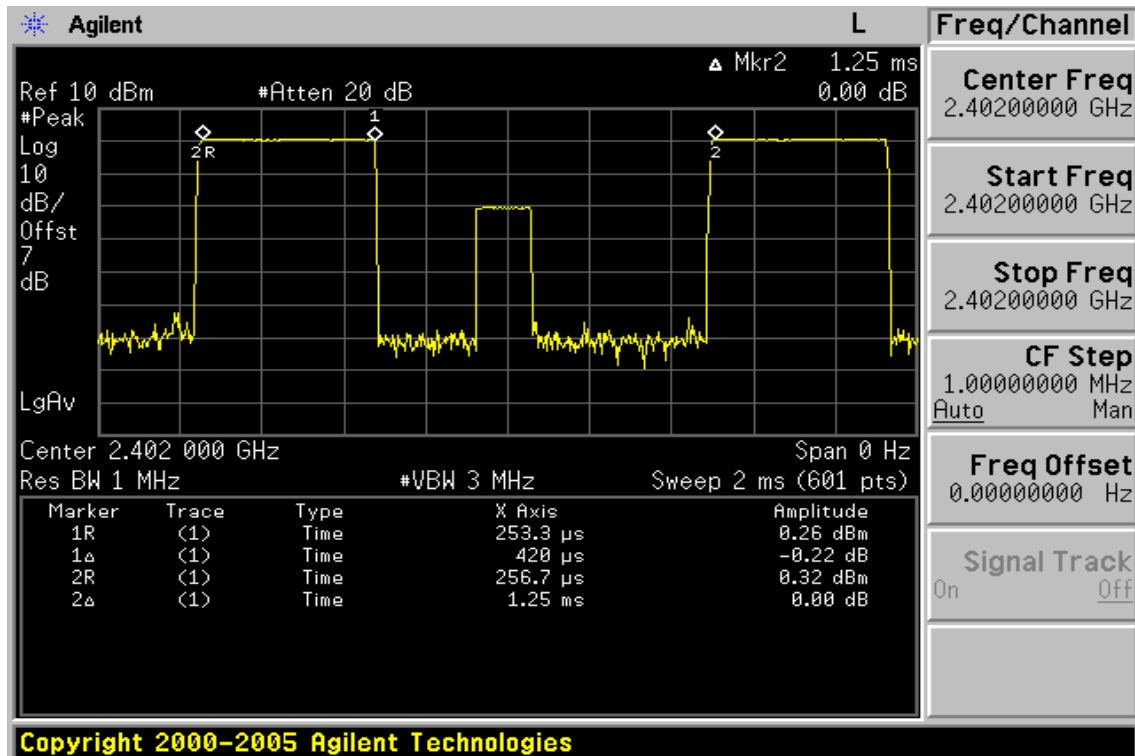 Agilent L Freq/Channel
Δ Mkr2 1.25 ms
Ref 10 dBm #Atten 20 dB 0.00 dB
#Peak
Log
10
dB/
Offst
7
dB
LgAv
1
2R
2
Center 2.402 000 GHz Span 0 Hz
Res BW 1 MHz #VBW 3 MHz Sweep 2 ms (601 pts)
Marker Trace Type X Axis Amplitude
1R (1) Time 253.3 µs 0.26 dBm
1Δ (1) Time 420 µs -0.22 dB
2R (1) Time 256.7 µs 0.32 dBm
2Δ (1) Time 1.25 ms 0.00 dB
Center Freq
2.40200000 GHz
Start Freq
2.40200000 GHz
Stop Freq
2.40200000 GHz
CF Step
1.00000000 MHz
Auto Man
Freq Offset
0.00000000 Hz
Signal Track
On Off
Copyright 2000-2005 Agilent Technologies